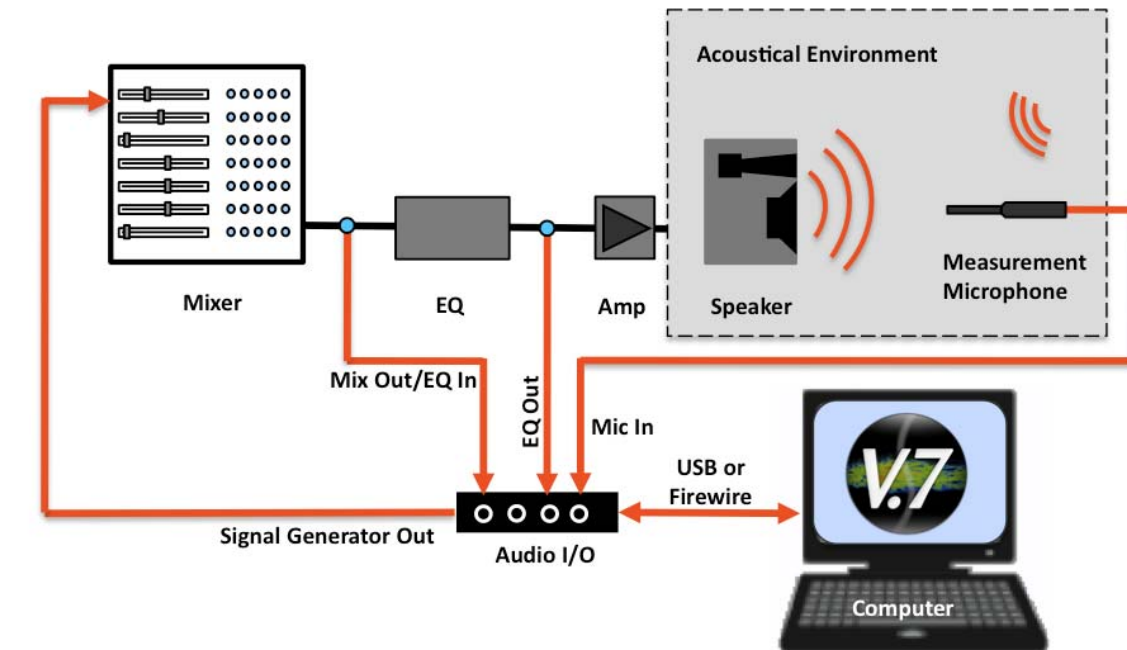 Acoustical Environment
Mixer
EQ
Amp
Speaker
Measurement
Microphone
Mix Out/EQ In
EQ Out
Mic In
USB or
Firewire
V.7
Signal Generator Out
Audio I/O
Computer